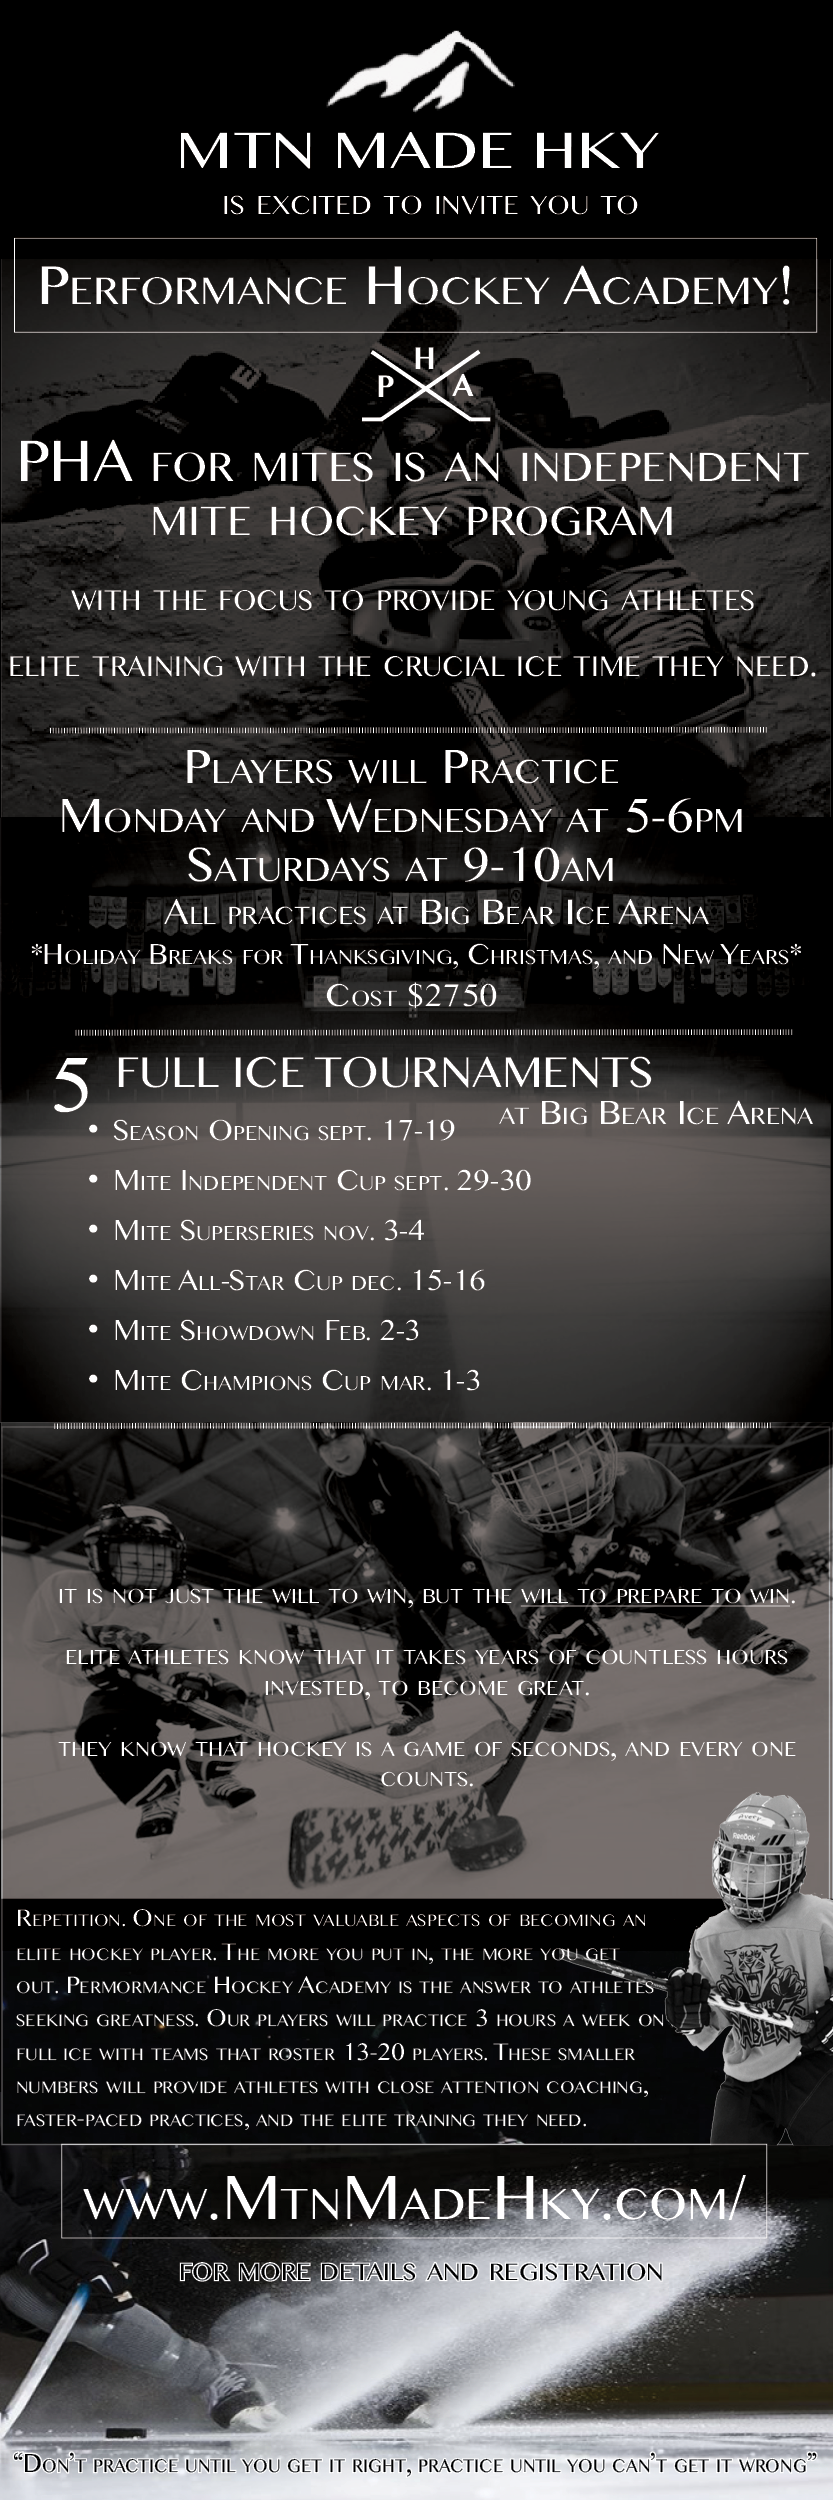 MTN MADE HKY
IS EXCITED TO INVITE YOU TO
PERFORMANCE HOCKEY ACADEMY!
H
P A
PHA FOR MITES IS AN INDEPENDENT
MITE HOCKEY PROGRAM
WITH THE FOCUS TO PROVIDE YOUNG ATHLETES
ELITE TRAINING WITH THE CRUCIAL ICE TIME THEY NEED.
PLAYERS WILL PRACTICE
MONDAY AND WEDNESDAY AT 5-6PM
SATURDAYS AT 9-10AM
ALL PRACTICES AT BIG BEAR ICE ARENA
*HOLIDAY BREAKS FOR THANKSGIVING, CHRISTMAS, AND NEW YEARS*
COST $2750
5 FULL ICE TOURNAMENTS
AT BIG BEAR ICE ARENA
• SEASON OPENING SEPT. 17-19
• MITE INDEPENDENT CUP SEPT. 29-30
• MITE SUPERSERIES NOV. 3-4
• MITE ALL-STAR CUP DEC. 15-16
• MITE SHOWDOWN FEB. 2-3
• MITE CHAMPIONS CUP MAR. 1-3
IT IS NOT JUST THE WILL TO WIN, BUT THE WILL TO PREPARE TO WIN.
ELITE ATHLETES KNOW THAT IT TAKES YEARS OF COUNTLESS HOURS
INVESTED, TO BECOME GREAT.
THEY KNOW THAT HOCKEY IS A GAME OF SECONDS, AND EVERY ONE
COUNTS.
Reebok
REPETITION. ONE OF THE MOST VALUABLE ASPECTS OF BECOMING AN
ELITE HOCKEY PLAYER. THE MORE YOU PUT IN, THE MORE YOU GET
OUT. PERMORMANCE HOCKEY ACADEMY IS THE ANSWER TO ATHLETES
SEEKING GREATNESS. OUR PLAYERS WILL PRACTICE 3 HOURS A WEEK ON
FULL ICE WITH TEAMS THAT ROSTER 13-20 PLAYERS. THESE SMALLER
NUMBERS WILL PROVIDE ATHLETES WITH CLOSE ATTENTION COACHING,
FASTER-PACED PRACTICES, AND THE ELITE TRAINING THEY NEED.
WWW.MTNMADEHKY.COM/
FOR MORE DETAILS AND REGISTRATION
“DON'T PRACTICE UNTIL YOU GET IT RIGHT, PRACTICE UNTIL YOU CAN'T GET IT WRONG”